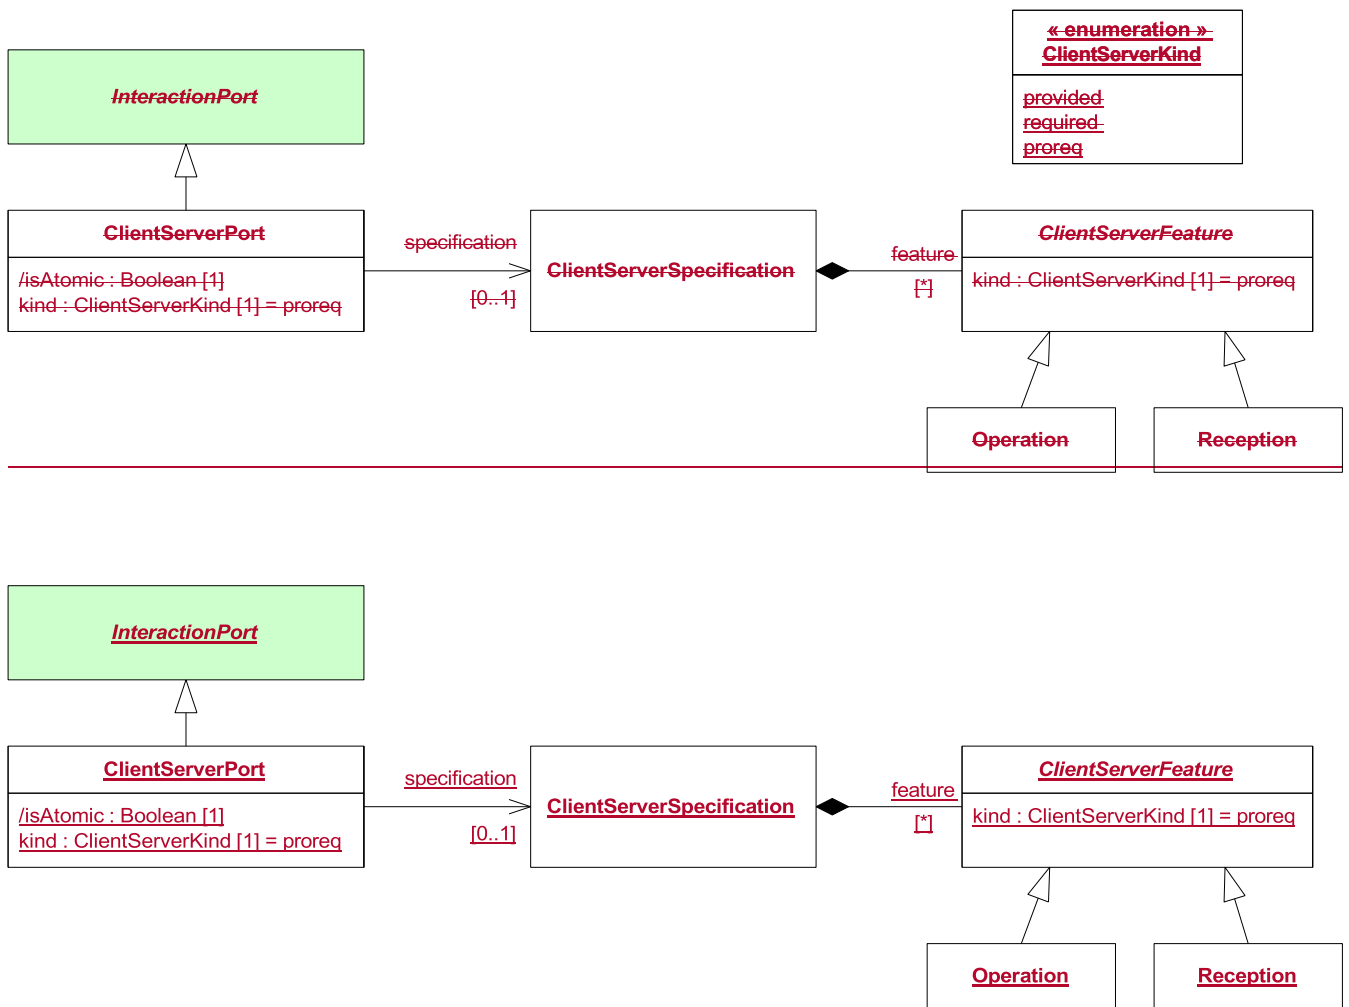 « enumeration »
ClientServerKind
provided
required
proreq
InteractionPort
ClientServerPort
/isAtomic : Boolean [1]
kind : ClientServerKind [1] = proreq
specification
[0..1]
ClientServerSpecification
feature
[*]
ClientServerFeature
kind : ClientServerKind [1] = proreq
Operation
Reception
InteractionPort
ClientServerPort
/isAtomic : Boolean [1]
kind : ClientServerKind [1] = proreq
specification
[0..1]
ClientServerSpecification
feature
[*]
ClientServerFeature
kind : ClientServerKind [1] = proreq
Operation
Reception